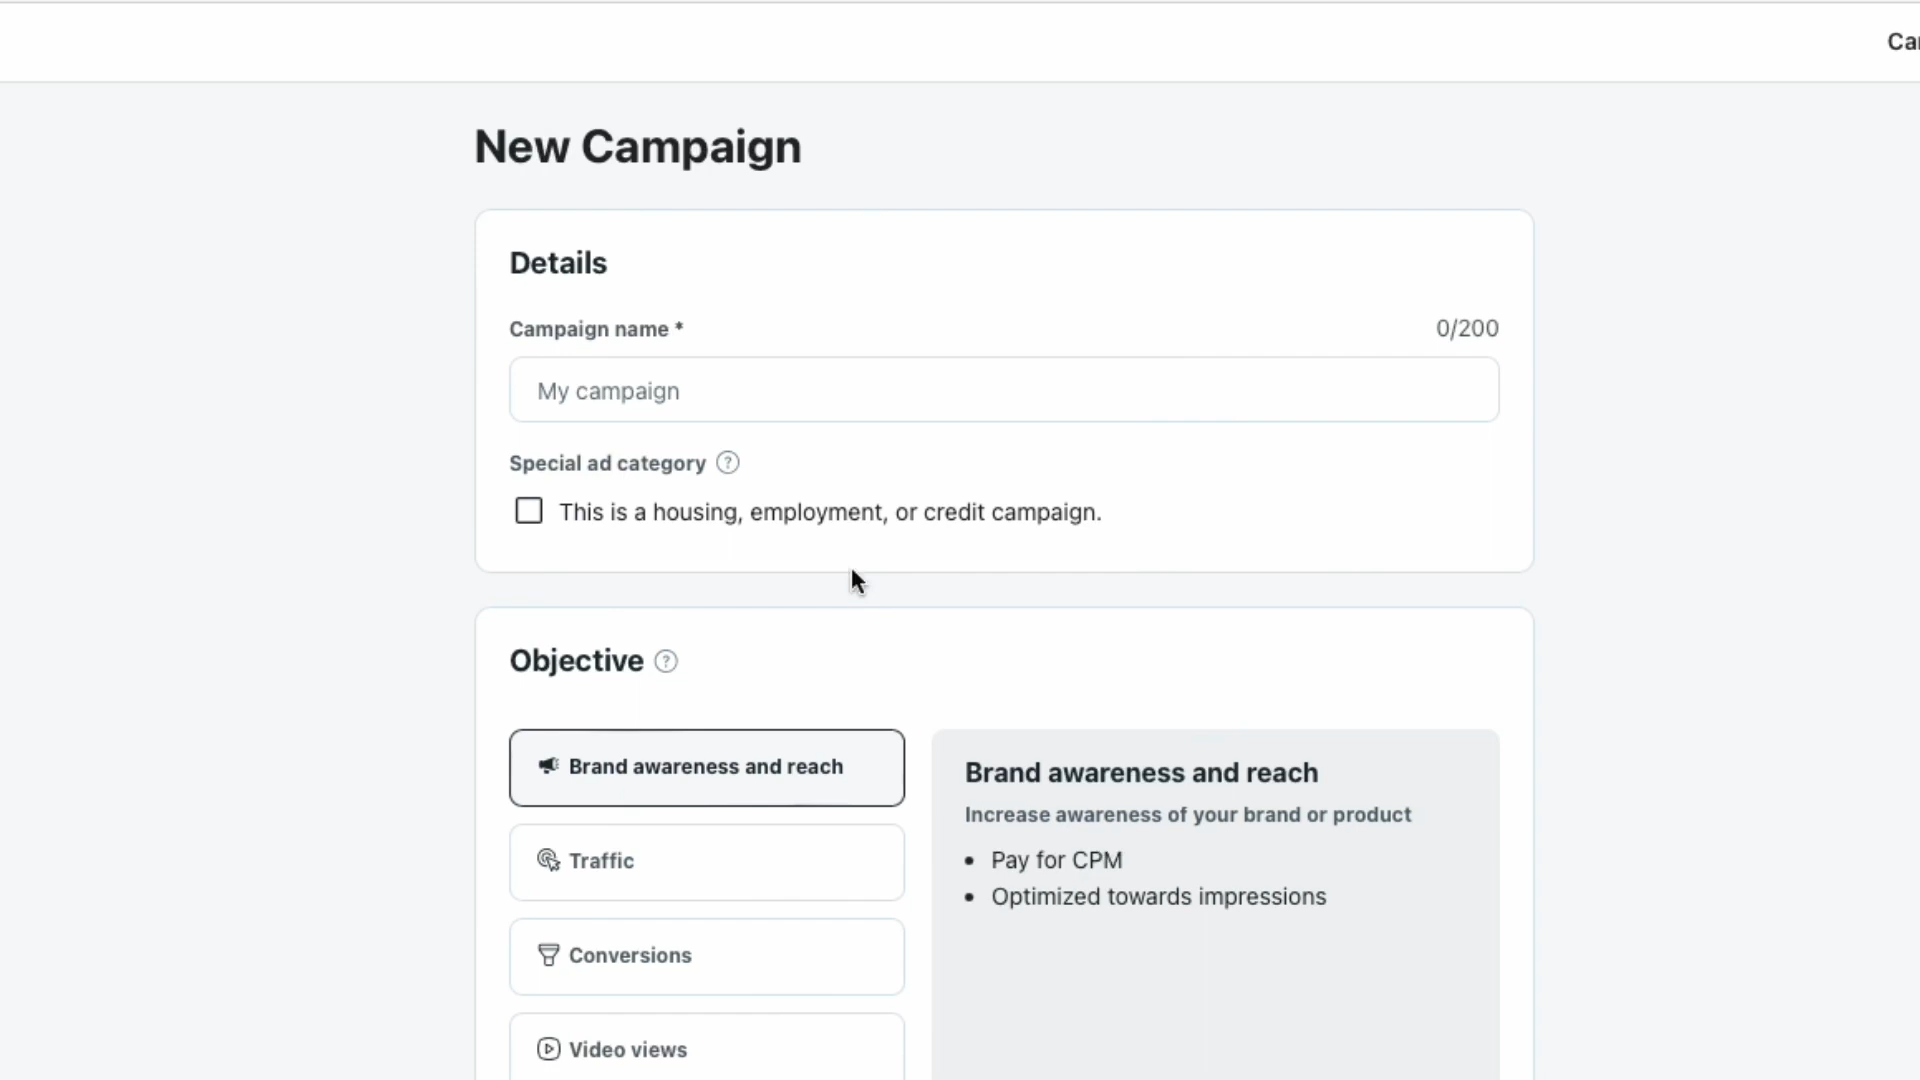 New Campaign
Details
Campaign name *
0/200
My campaign
Special ad category ?
This is a housing, employment, or credit campaign.
Objective ?
Brand awareness and reach
Traffic
Conversions
Video views
Brand awareness and reach
Increase awareness of your brand or product
• Pay for CPM
• Optimized towards impressions